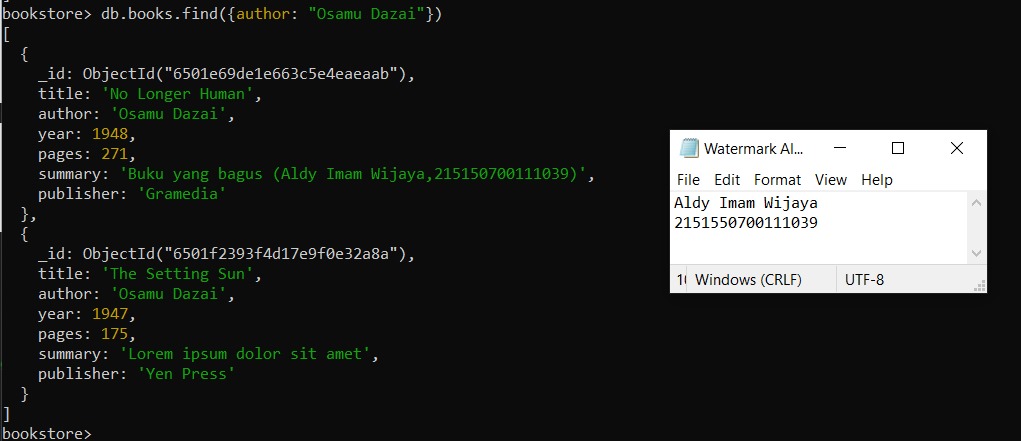 bookstore> db.books.find({author: "Osamu Dazai"})
[
  {
    _id: ObjectId("6501e69de1e663c5e4eaeaab"),
    title: 'No Longer Human',
    author: 'Osamu Dazai',
    year: 1948,
    pages: 271,
    summary: 'Buku yang bagus (Aldy Imam Wijaya,215150700111039)',
    publisher: 'Gramedia'
  },
  {
    _id: ObjectId("6501f2393f4d17e9f0e32a8a"),
    title: 'The Setting Sun',
    author: 'Osamu Dazai',
    year: 1947,
    pages: 175,
    summary: 'Lorem ipsum dolor sit amet',
    publisher: 'Yen Press'
  }
]
bookstore>
Watermark Al...
File Edit Format View Help
Aldy Imam Wijaya
2151550700111039
Windows (CRLF) UTF-8